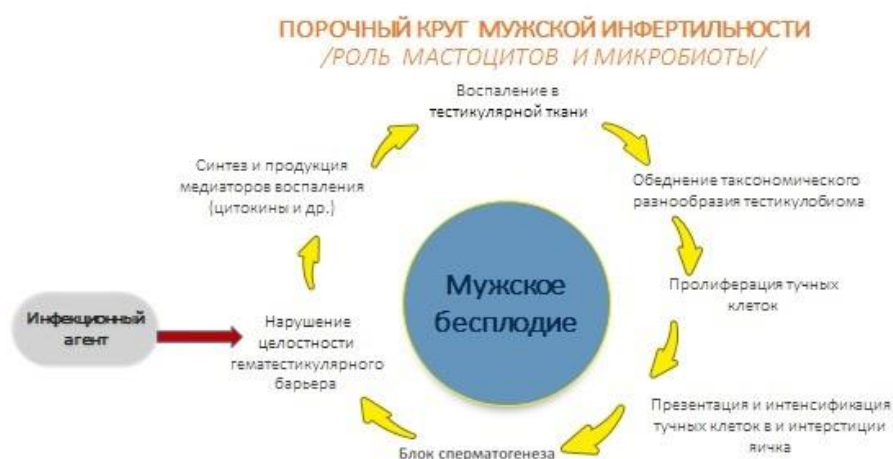 ПОРОЧНЫЙ КРУГ МУЖСКОЙ ИНФЕРТИЛЬНОСТИ
/РОЛЬ МАСТОЦИТОВ И МИКРОБИОТЫ/
Воспаление в
тестикулярной ткани
Обеднение таксономического
разнообразия тестикулобиома
Пролиферация тучных
клеток
Презентация и интенсификация
тучных клеток в и интерстиции
яичка
Блок сперматогенеза
Нарушение
целостности
гематестикулярного
барьера
Синтез и продукция
медиаторов воспаления
(цитокины и др.)
Инфекционный
агент
Мужское
бесплодие